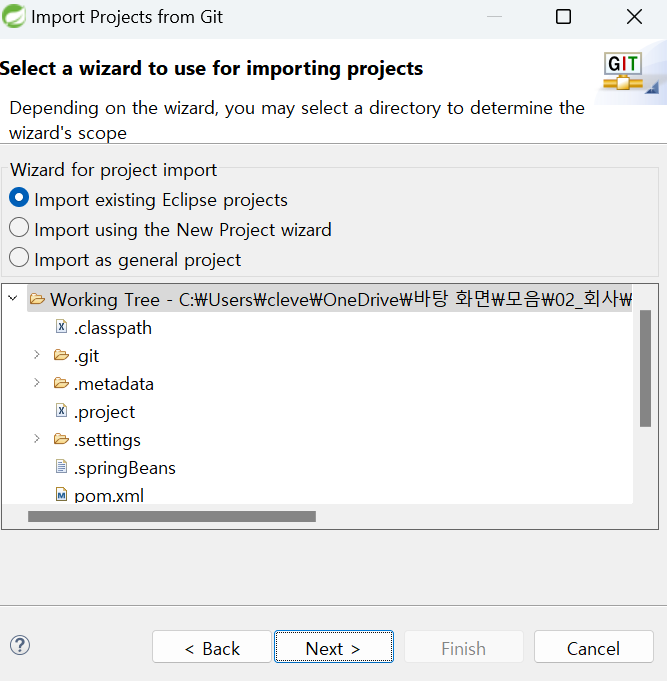 Import Projects from Git
Select a wizard to use for importing projects
GIT
Depending on the wizard, you may select a directory to determine the
wizard's scope
Wizard for project import
Import existing Eclipse projects
Import using the New Project wizard
Import as general project
Working Tree - C:₩Users₩cleve₩OneDrive₩바탕 화면₩모음₩02_회사₩
.classpath
.git
.metadata
.project
.settings
.springBeans
pom.xml
< Back
Next >
Finish
Cancel